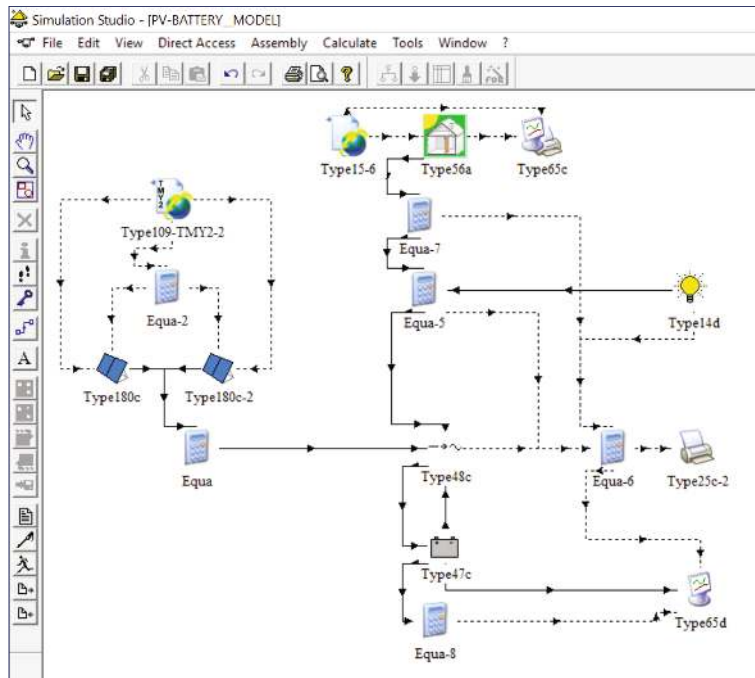 Simulation Studio - [PV-BATTERY_MODEL]
File Edit View Direct Access Assembly Calculate Tools Window ?
Type15-6 Type56a Type65c
TMY2
Type109-TMY2-2
Equa-7
Equa-2
Equa-5
Type14d
Type180c Type180c-2
Equa
Type48c
Equa-6
Type25c-2
Type47c
Type65d
Equa-8
A